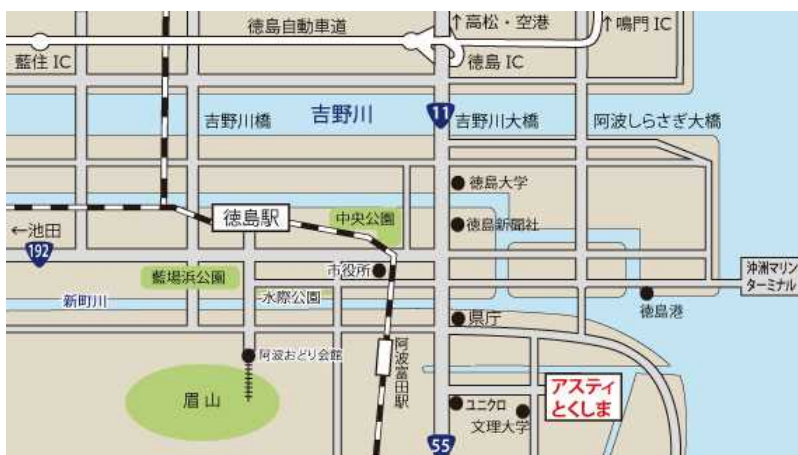 徳島自動車道
↑高松・空港
↑鳴門 IC
藍住 IC
徳島 IC
吉野川橋
吉野川
11
吉野川大橋
阿波しらさぎ大橋
徳島大学
徳島駅
中央公園
徳島新聞社
←池田
192
藍場浜公園
市役所
沖洲マリン
ターミナル
新町川
水際公園
徳島港
県庁
阿波おどり会館
阿波富田駅
眉山
アスティ
とくしま
ユニクロ
文理大学
55